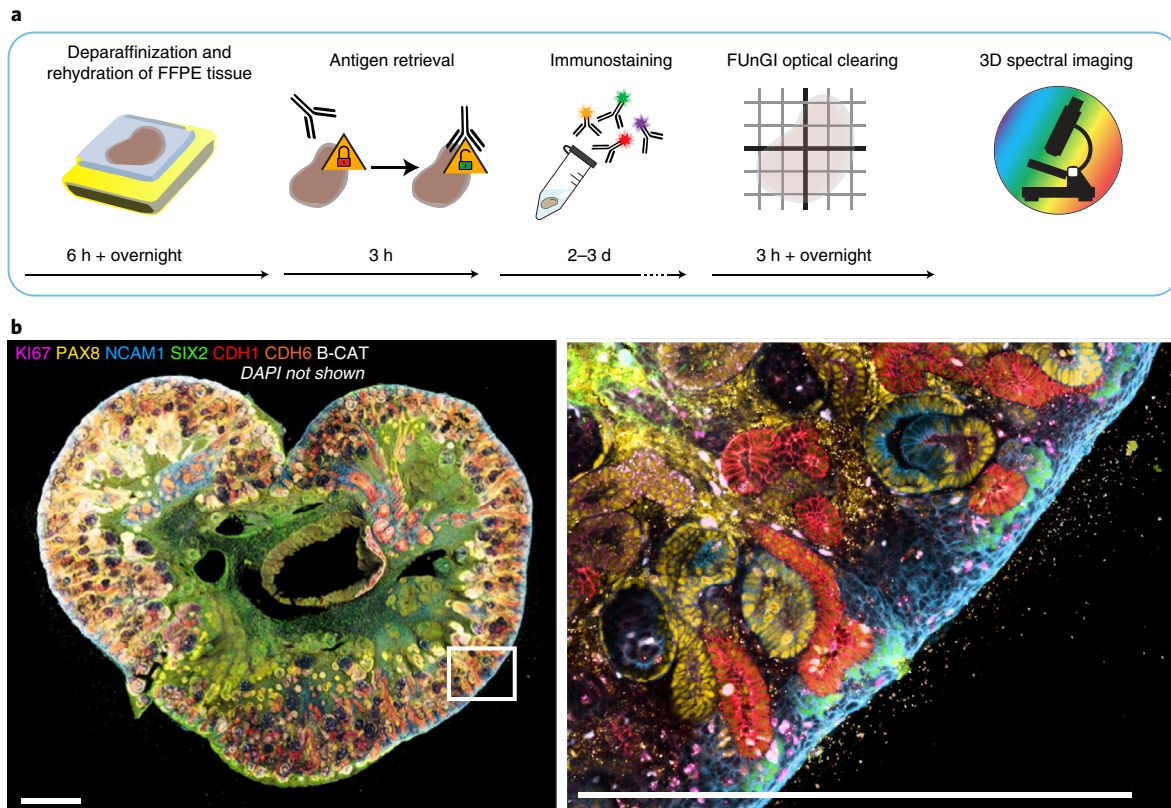 a
Deparaffinization and
rehydration of FFPE tissue
Antigen retrieval
Immunostaining
FUnGI optical clearing
3D spectral imaging
6 h + overnight
3 h
2–3 d
3 h + overnight
b
KI67 PAX8 NCAM1 SIX2 CDH1 CDH6 B-CAT
DAPI not shown